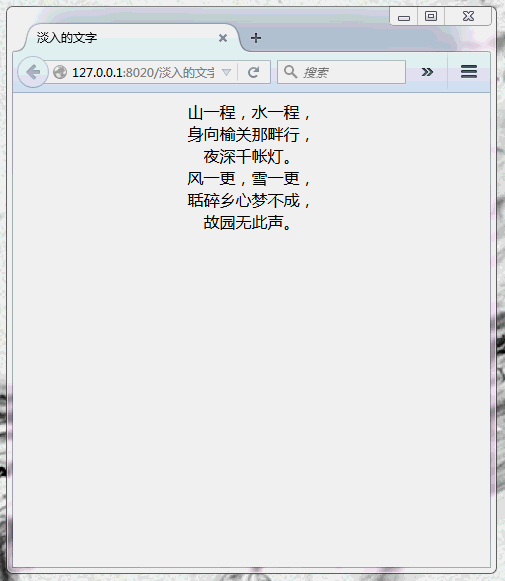 淡入的文字
127.0.0.1:8020/淡入的文字
搜索
山一程，水一程，
身向榆关那畔行，
夜深千帐灯。
风一更，雪一更，
聒碎乡心梦不成，
故园无此声。